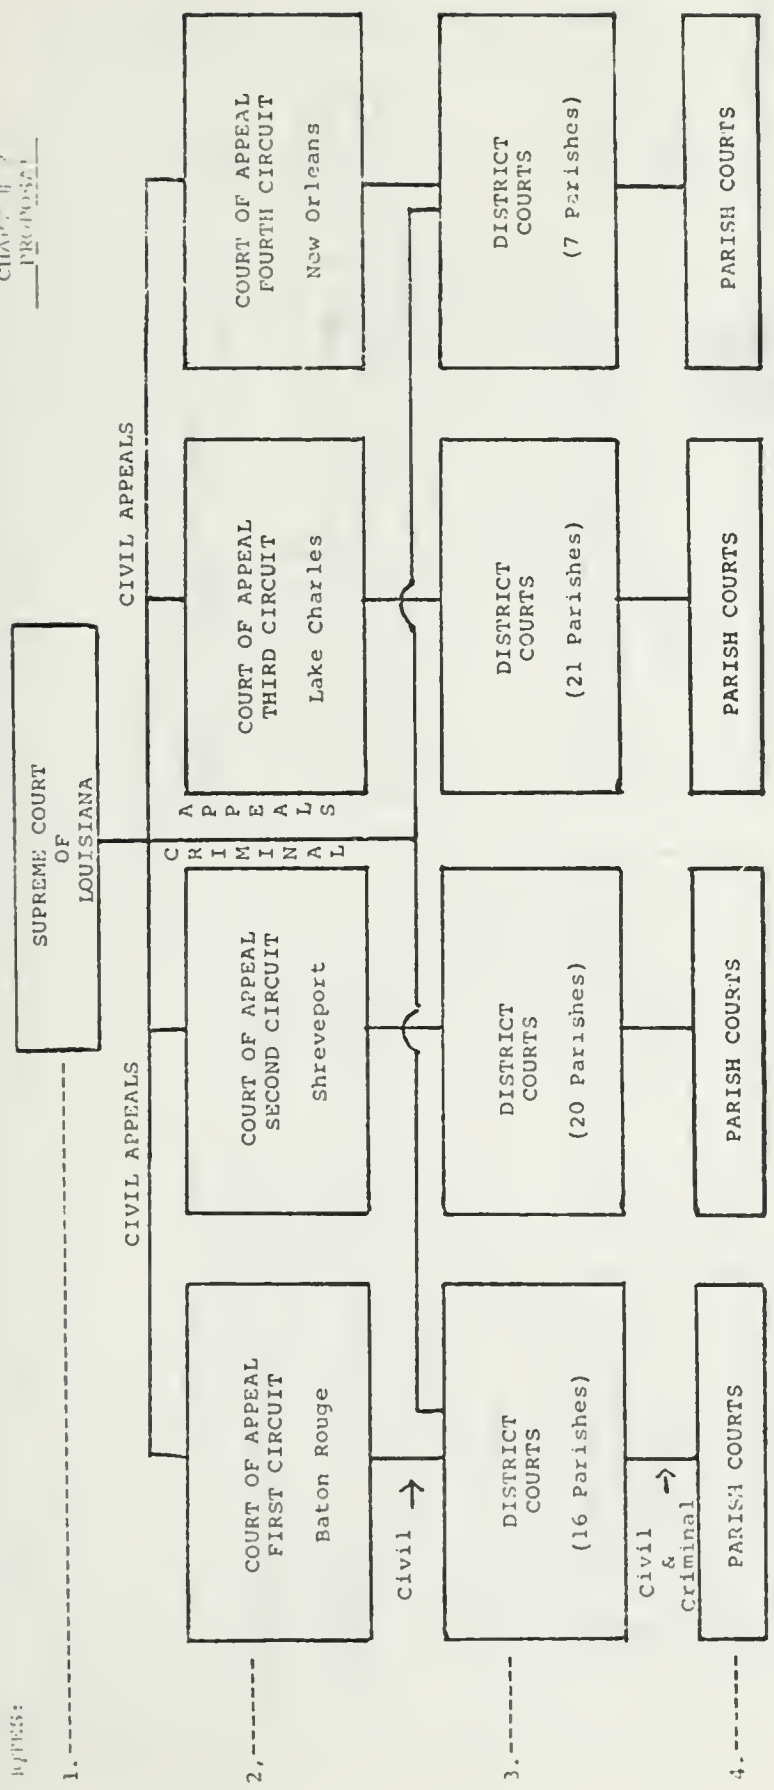 PROPOSAL
NOTES:
1.
SUPREME COURT
OF
LOUISIANA
CIVIL APPEALS
CIVIL APPEALS
CRIMINAL
APPEALS
2.
COURT OF APPEAL
FIRST CIRCUIT
Baton Rouge
COURT OF APPEAL
SECOND CIRCUIT
Shreveport
COURT OF APPEAL
THIRD CIRCUIT
Lake Charles
COURT OF APPEAL
FOURTH CIRCUIT
New Orleans
Civil →
3.
DISTRICT
COURTS
(16 Parishes)
DISTRICT
COURTS
(20 Parishes)
DISTRICT
COURTS
(21 Parishes)
DISTRICT
COURTS
(7 Parishes)
Civil
&
Criminal →
4.
PARISH COURTS
PARISH COURTS
PARISH COURTS
PARISH COURTS